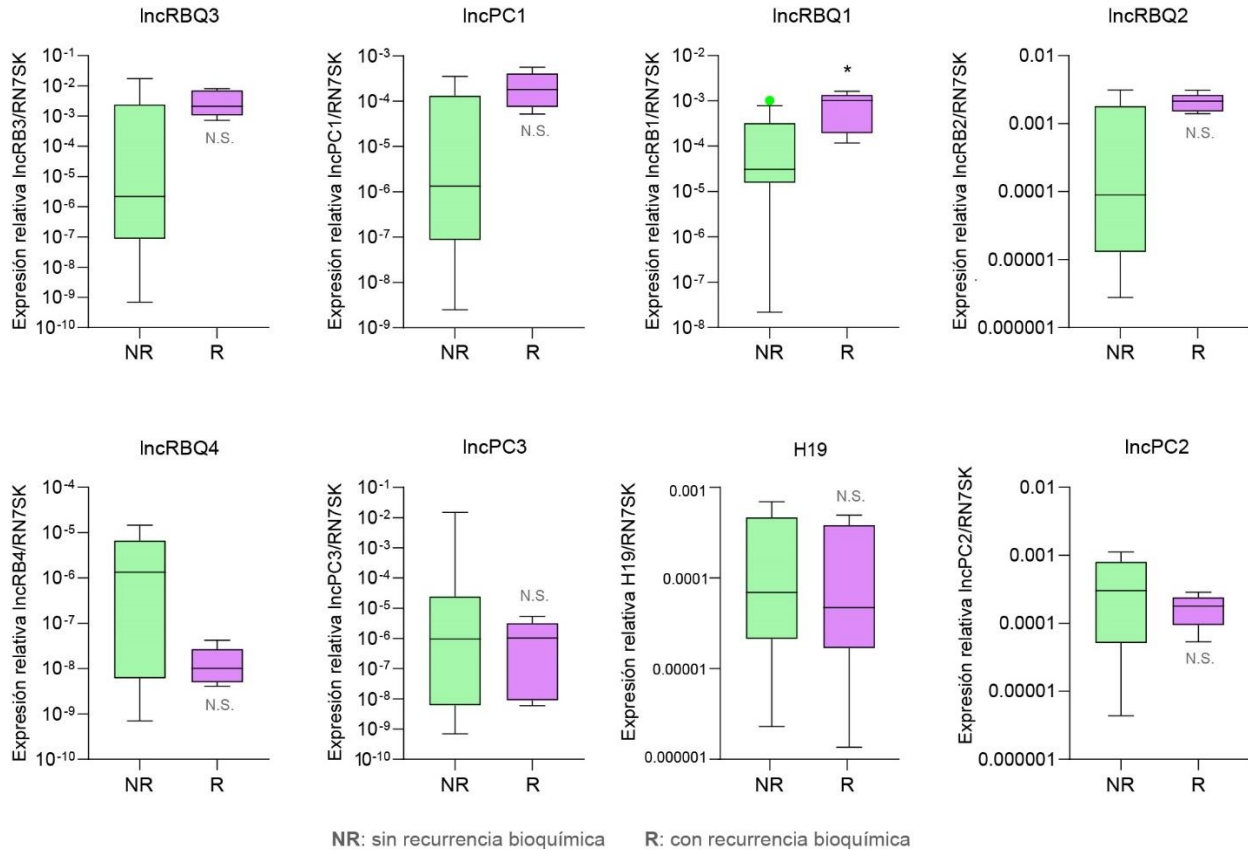 lncRBQ3
Expresión relativa lncRB3/RN7SK
10-1
10-2
10-3
10-4
10-5
10-6
10-7
10-8
10-9
10-10
N.S.
NR R
lncPC1
Expresión relativa lncPC1/RN7SK
10-3
10-4
10-5
10-6
10-7
10-8
10-9
N.S.
NR R
lncRBQ1
Expresión relativa lncRB1/RN7SK
10-2
10-3
10-4
10-5
10-6
10-7
10-8
*
NR R
lncRBQ2
Expresión relativa lncRB2/RN7SK
0.01
0.001
0.0001
0.00001
0.000001
N.S.
NR R
lncRBQ4
Expresión relativa lncRB4/RN7SK
10-4
10-5
10-6
10-7
10-8
10-9
10-10
N.S.
NR R
lncPC3
Expresión relativa lncPC3/RN7SK
10-1
10-2
10-3
10-4
10-5
10-6
10-7
10-8
10-9
10-10
N.S.
NR R
H19
Expresión relativa H19/RN7SK
0.001
0.0001
0.00001
0.000001
N.S.
NR R
lncPC2
Expresión relativa lncPC2/RN7SK
0.01
0.001
0.0001
0.00001
0.000001
N.S.
NR R
NR: sin recurrencia bioquímica R: con recurrencia bioquímica